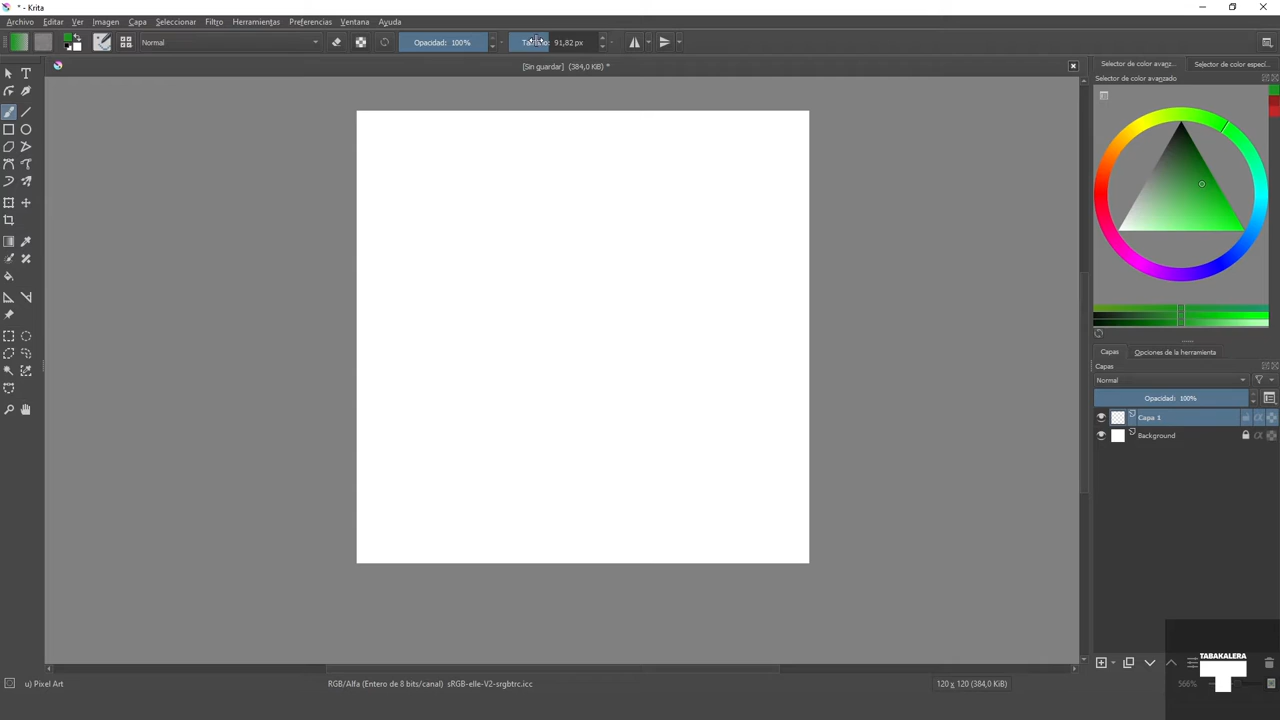 * - Krita
Archivo Editar Ver Imagen Capa Seleccionar Filtro Herramientas Preferencias Ventana Ayuda
Normal Opacidad: 100% Tamaño: 91,82 px
[Sin guardar] (384,0 KiB) *
Selector de color avanz... Selector de color especí...
Selector de color avanzado
Capas Opciones de la herramienta
Capas
Normal
Opacidad: 100%
Capa 1
Background
TABAKALERA
u) Pixel Art RGB/Alfa (Entero de 8 bits/canal) sRGB-elle-V2-srgbtrc.icc 120 x 120 (384,0 KiB) 566%